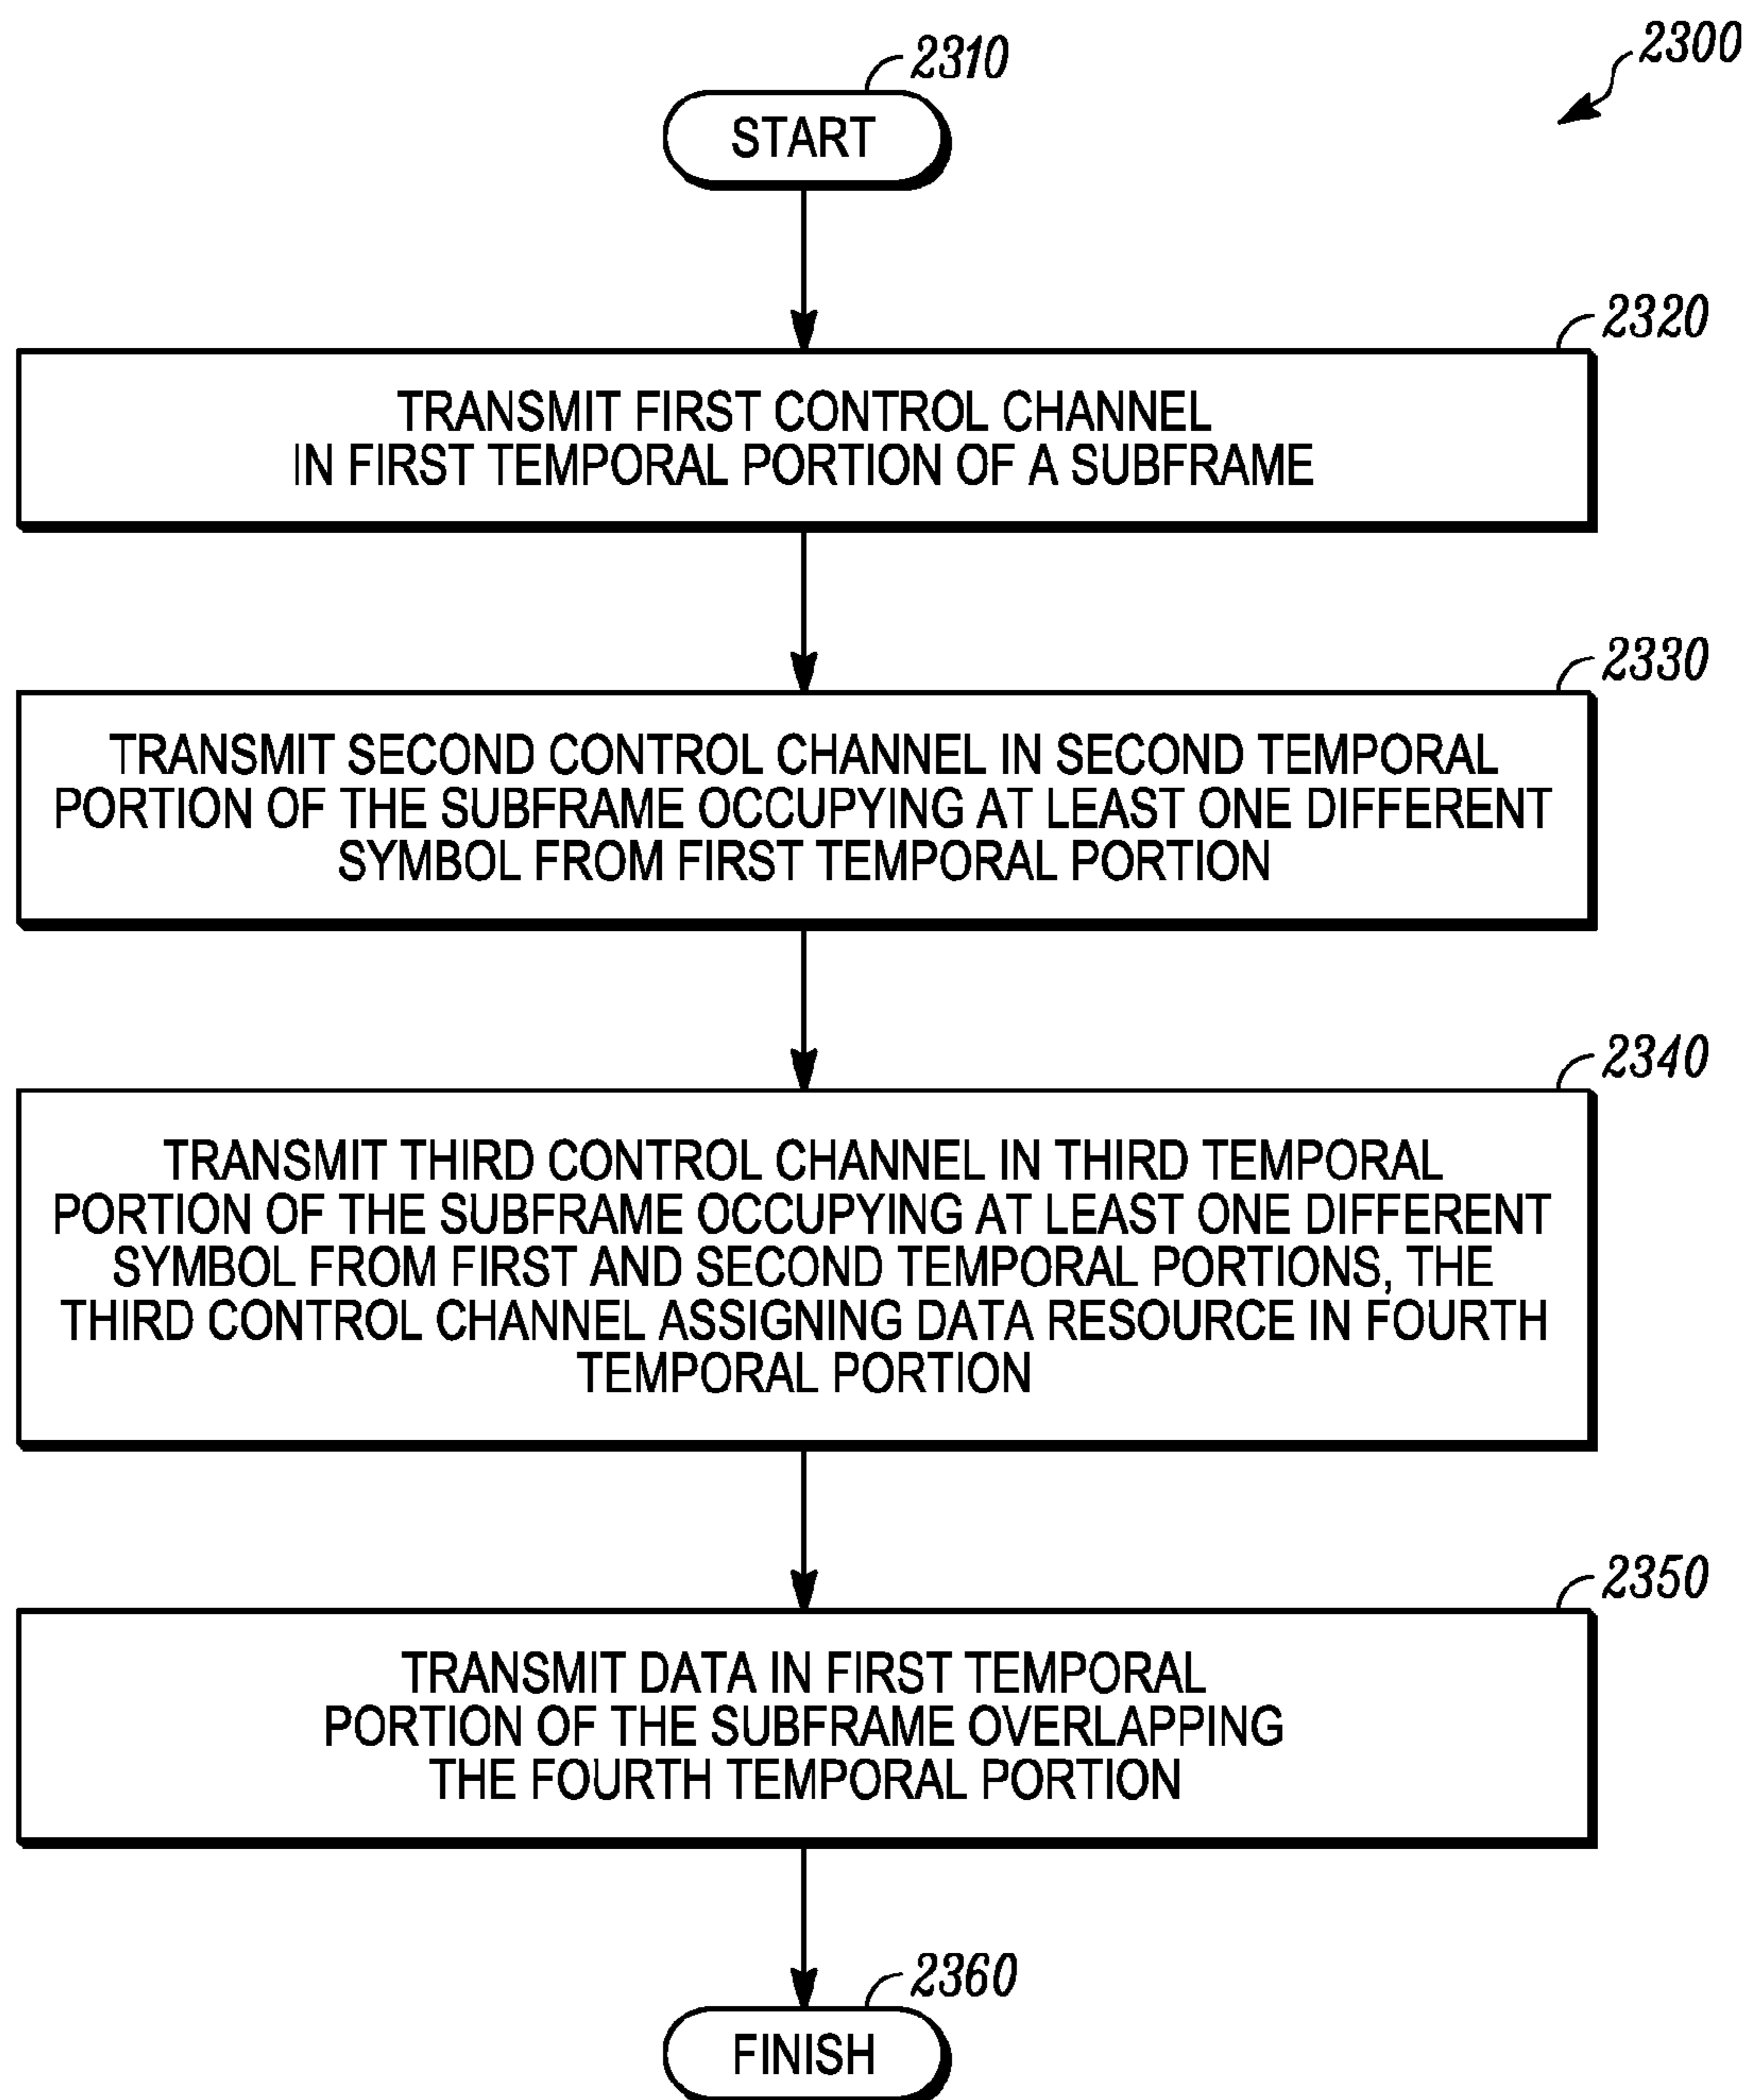 2310
2300
START
2320
TRANSMIT FIRST CONTROL CHANNEL
IN FIRST TEMPORAL PORTION OF A SUBFRAME
2330
TRANSMIT SECOND CONTROL CHANNEL IN SECOND TEMPORAL
PORTION OF THE SUBFRAME OCCUPYING AT LEAST ONE DIFFERENT
SYMBOL FROM FIRST TEMPORAL PORTION
2340
TRANSMIT THIRD CONTROL CHANNEL IN THIRD TEMPORAL
PORTION OF THE SUBFRAME OCCUPYING AT LEAST ONE DIFFERENT
SYMBOL FROM FIRST AND SECOND TEMPORAL PORTIONS, THE
THIRD CONTROL CHANNEL ASSIGNING DATA RESOURCE IN FOURTH
TEMPORAL PORTION
2350
TRANSMIT DATA IN FIRST TEMPORAL
PORTION OF THE SUBFRAME OVERLAPPING
THE FOURTH TEMPORAL PORTION
2360
FINISH